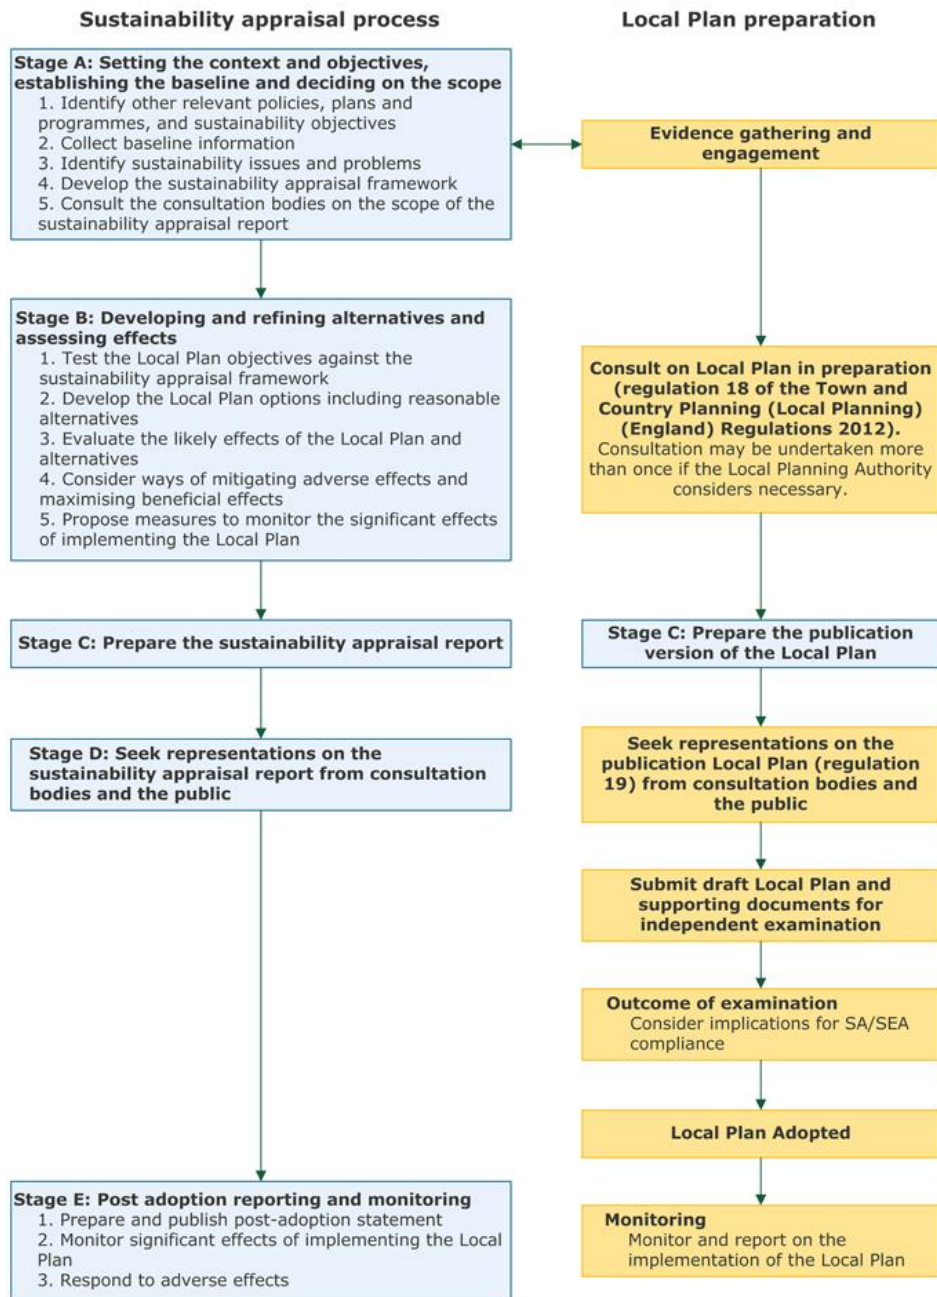 Sustainability appraisal process
Local Plan preparation
Stage A: Setting the context and objectives,
establishing the baseline and deciding on the scope
1. Identify other relevant policies, plans and
programmes, and sustainability objectives
2. Collect baseline information
3. Identify sustainability issues and problems
4. Develop the sustainability appraisal framework
5. Consult the consultation bodies on the scope of the
sustainability appraisal report
Evidence gathering and
engagement
Stage B: Developing and refining alternatives and
assessing effects
1. Test the Local Plan objectives against the
sustainability appraisal framework
2. Develop the Local Plan options including reasonable
alternatives
3. Evaluate the likely effects of the Local Plan and
alternatives
4. Consider ways of mitigating adverse effects and
maximising beneficial effects
5. Propose measures to monitor the significant effects
of implementing the Local Plan
Consult on Local Plan in preparation
(regulation 18 of the Town and
Country Planning (Local Planning)
(England) Regulations 2012).
Consultation may be undertaken more
than once if the Local Planning Authority
considers necessary.
Stage C: Prepare the sustainability appraisal report
Stage C: Prepare the publication
version of the Local Plan
Stage D: Seek representations on the
sustainability appraisal report from consultation
bodies and the public
Seek representations on the
publication Local Plan (regulation
19) from consultation bodies and
the public
Submit draft Local Plan and
supporting documents for
independent examination
Outcome of examination
Consider implications for SA/SEA
compliance
Local Plan Adopted
Stage E: Post adoption reporting and monitoring
1. Prepare and publish post-adoption statement
2. Monitor significant effects of implementing the Local
Plan
3. Respond to adverse effects
Monitoring
Monitor and report on the
implementation of the Local Plan